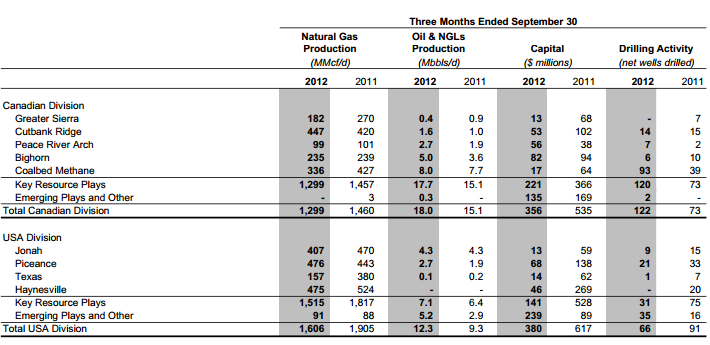 Three Months Ended September 30
Natural Gas Oil & NGLs
Production Production Capital Drilling Activity
(MMcf/d) (Mbbls/d) ($ millions) (net wells drilled)
2012 2011 2012 2011 2012 2011 2012 2011
Canadian Division
Greater Sierra 182 270 0.4 0.9 13 68 - 7
Cutbank Ridge 447 420 1.6 1.0 53 102 14 15
Peace River Arch 99 101 2.7 1.9 56 38 7 2
Bighorn 235 239 5.0 3.6 82 94 6 10
Coalbed Methane 336 427 8.0 7.7 17 64 93 39
Key Resource Plays 1,299 1,457 17.7 15.1 221 366 120 73
Emerging Plays and Other - 3 0.3 - 135 169 2 -
Total Canadian Division 1,299 1,460 18.0 15.1 356 535 122 73
USA Division
Jonah 407 470 4.3 4.3 13 59 9 15
Piceance 476 443 2.7 1.9 68 138 21 33
Texas 157 380 0.1 0.2 14 62 1 7
Haynesville 475 524 - - 46 269 - 20
Key Resource Plays 1,515 1,817 7.1 6.4 141 528 31 75
Emerging Plays and Other 91 88 5.2 2.9 239 89 35 16
Total USA Division 1,606 1,905 12.3 9.3 380 617 66 91